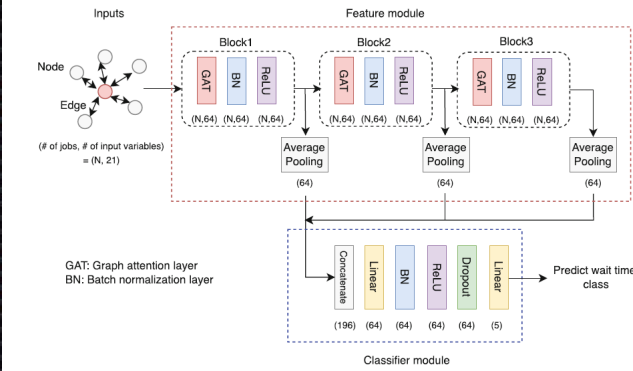 Inputs
Feature module
Block1
Block2
Block3
Node
Edge
GAT
BN
ReLU
GAT
BN
ReLU
GAT
BN
ReLU
(N,64) (N,64) (N,64)
(N,64) (N,64) (N,64)
(N,64) (N,64) (N,64)
(# of jobs, # of input variables)
= (N, 21)
Average
Pooling
Average
Pooling
Average
Pooling
(64)
(64)
(64)
GAT: Graph attention layer
BN: Batch normalization layer
Concatenate
Linear
BN
ReLU
Dropout
Linear
Predict wait time
class
(196) (64) (64) (64) (64) (5)
Classifier module